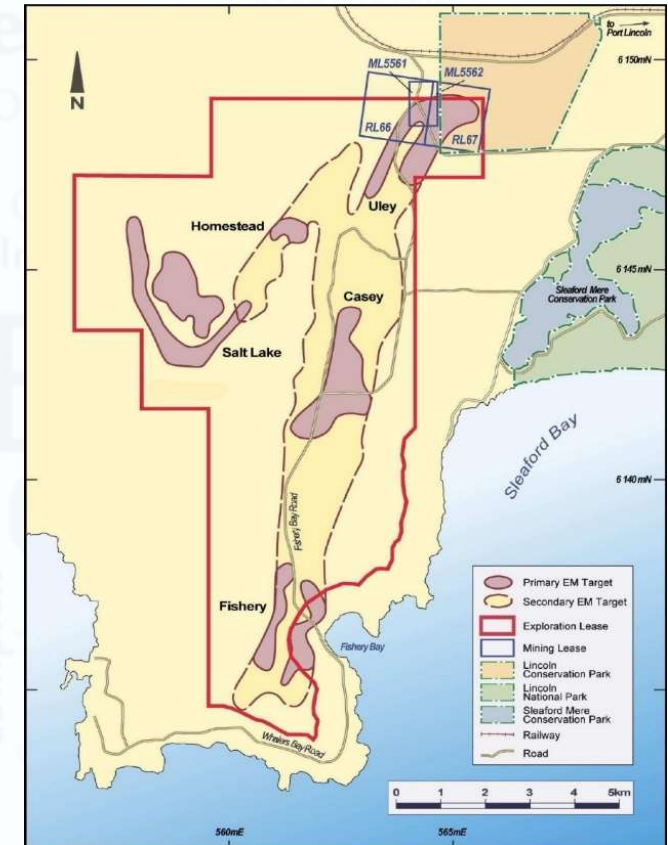 to
Port Lincoln
6 150mN
ML5561
ML5562
N
RL66
RL67
Uley
Homestead
6 145mN
Casey
Sleaford Mere
Conservation Park
Salt Lake
Sleaford Bay
6 140mN
Fishery Bay Road
Primary EM Target
Secondary EM Target
Exploration Lease
Mining Lease
Lincoln
Conservation Park
Lincoln
National Park
Sleaford Mere
Conservation Park
Railway
Road
Fishery
Fishery Bay
Whalers Bay Road
0 1 2 3 4 5km
560mE
565mE